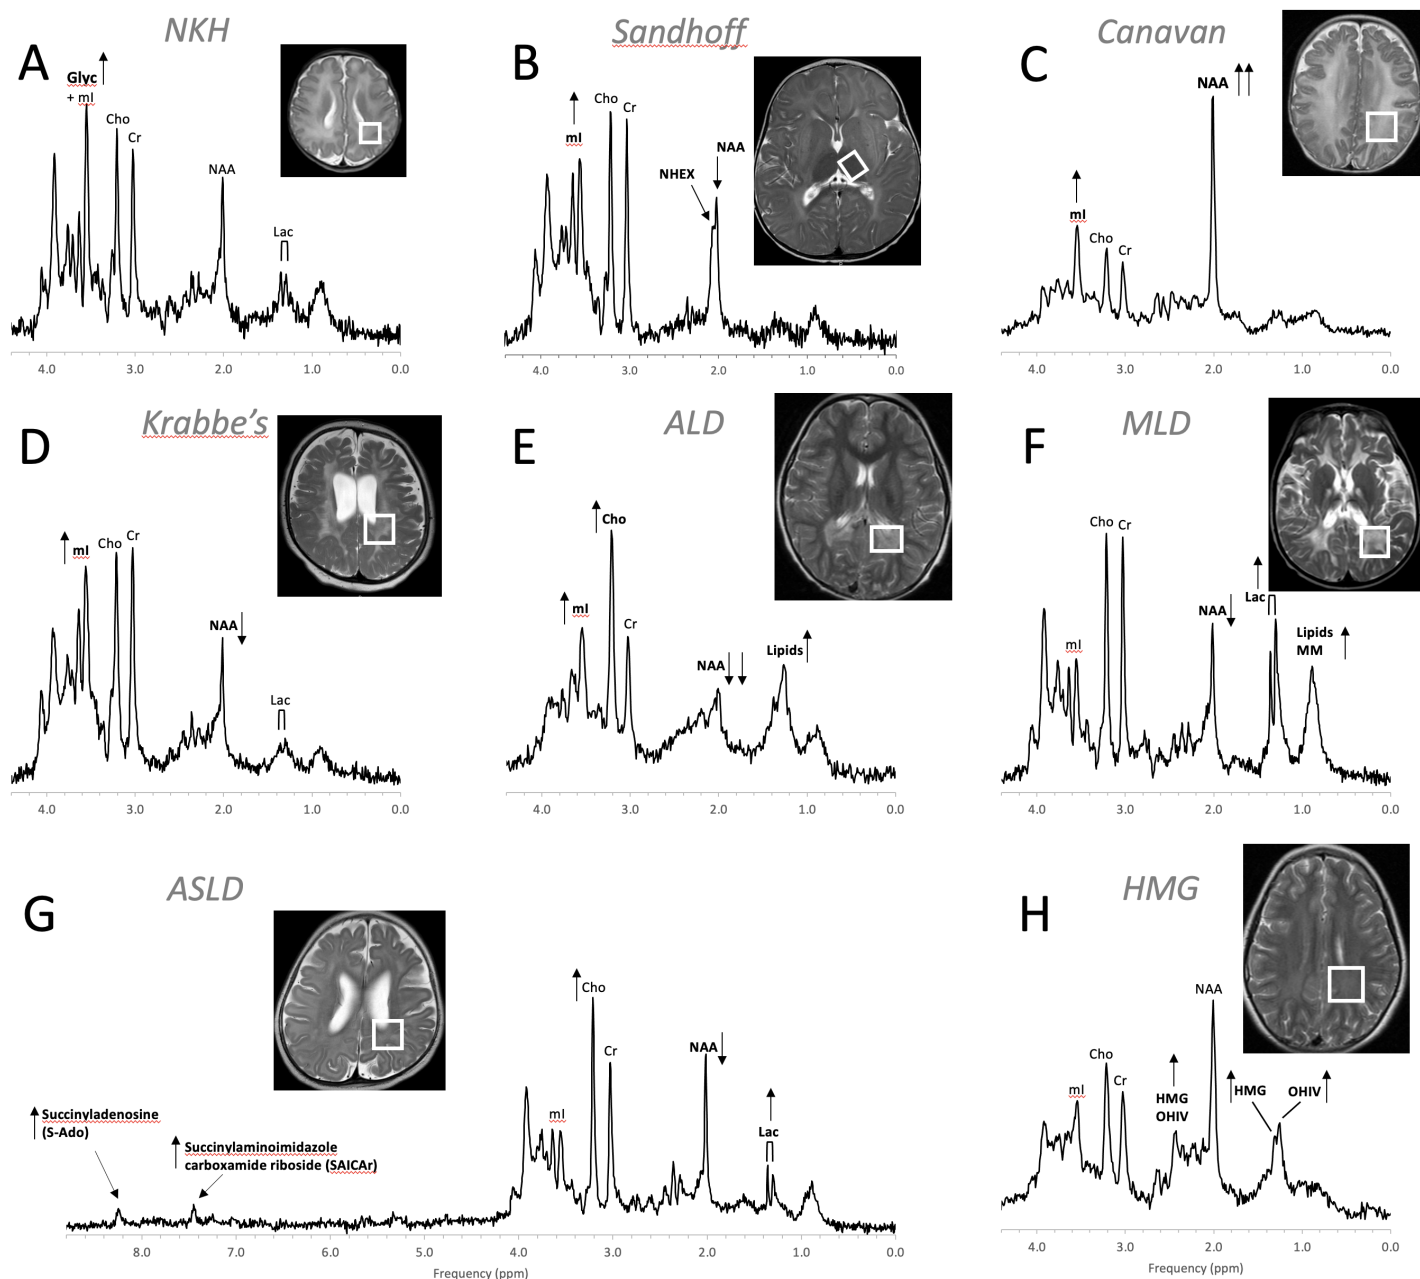 NKH
A
Glyc
+ mI
Cho
Cr
NAA
Lac
4.0 3.0 2.0 1.0 0.0
Sandhoff
B
mI
Cho
Cr
NHEX
NAA
4.0 3.0 2.0 1.0 0.0
Canavan
C
NAA
mI
Cho
Cr
4.0 3.0 2.0 1.0 0.0
Krabbe's
D
mI
Cho
Cr
NAA
Lac
4.0 3.0 2.0 1.0 0.0
ALD
E
Cho
mI
Cr
NAA
Lipids
4.0 3.0 2.0 1.0 0.0
MLD
F
Cho
Cr
mI
NAA
Lac
Lipids
MM
4.0 3.0 2.0 1.0 0.0
ASLD
G
Succinyladenosine
(S-Ado)
Succinylaminoimidazole
carboxamide riboside (SAICAr)
mI
Cho
Cr
NAA
Lac
8.0 7.0 6.0 5.0 4.0 3.0 2.0 1.0 0.0
Frequency (ppm)
HMG
H
mI
Cho
Cr
HMG
OHIV
NAA
HMG
OHIV
4.0 3.0 2.0 1.0 0.0
Frequency (ppm)